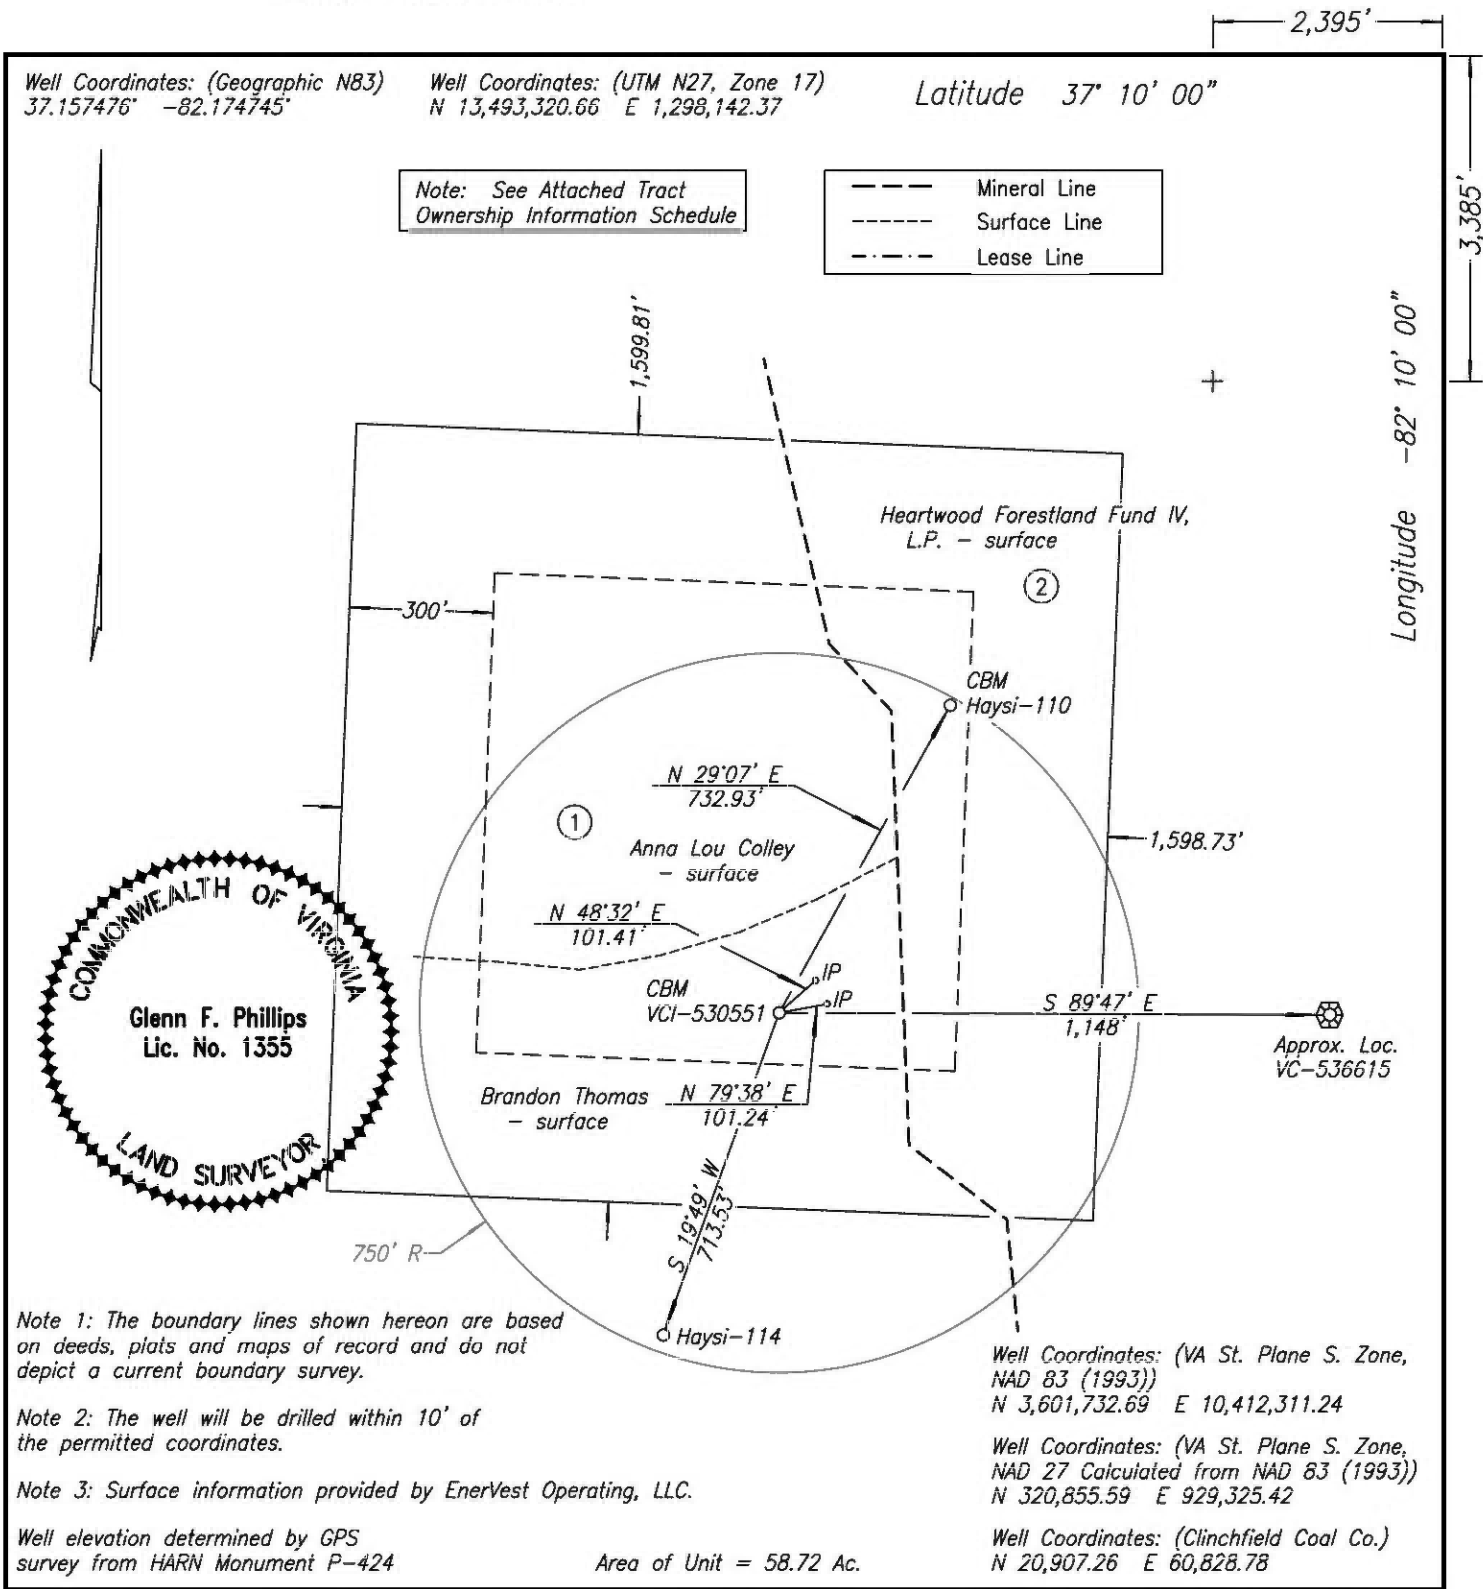 2,395'
Well Coordinates: (Geographic N83)
37.157476° -82.174745°
Well Coordinates: (UTM N27, Zone 17)
N 13,493,320.66 E 1,298,142.37
Latitude 37° 10' 00"
3,385'
Note: See Attached Tract
Ownership Information Schedule
Mineral Line
Surface Line
Lease Line
Longitude -82° 10' 00"
1,599.81'
Heartwood Forestland Fund IV,
L.P. - surface
2
300'
CBM
Haysi-110
N 29°07' E
732.93'
1
Anna Lou Colley
- surface
1,598.73'
N 48°32' E
101.41'
IP
IP
CBM
VCI-530551
S 89°47' E
1,148'
Approx. Loc.
VC-536615
COMMONWEALTH OF VIRGINIA
Glenn F. Phillips
Lic. No. 1355
LAND SURVEYOR
Brandon Thomas
- surface
N 79°38' E
101.24'
S 19°49' W
713.53'
750' R
Haysi-114
Note 1: The boundary lines shown hereon are based
on deeds, plats and maps of record and do not
depict a current boundary survey.
Note 2: The well will be drilled within 10' of
the permitted coordinates.
Note 3: Surface information provided by EnerVest Operating, LLC.
Well elevation determined by GPS
survey from HARN Monument P-424
Area of Unit = 58.72 Ac.
Well Coordinates: (VA St. Plane S. Zone,
NAD 83 (1993))
N 3,601,732.69 E 10,412,311.24
Well Coordinates: (VA St. Plane S. Zone,
NAD 27 Calculated from NAD 83 (1993))
N 320,855.59 E 929,325.42
Well Coordinates: (Clinchfield Coal Co.)
N 20,907.26 E 60,828.78